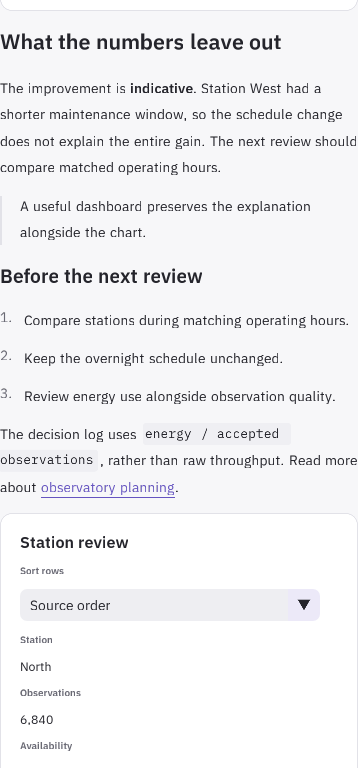 What the numbers leave out
The improvement is indicative. Station West had a
shorter maintenance window, so the schedule change
does not explain the entire gain. The next review should
compare matched operating hours.
A useful dashboard preserves the explanation
alongside the chart.
Before the next review
1. Compare stations during matching operating hours.
2. Keep the overnight schedule unchanged.
3. Review energy use alongside observation quality.
The decision log uses energy / accepted
observations, rather than raw throughput. Read more
about observatory planning.
Station review
Sort rows
Source order
Station
North
Observations
6,840
Availability